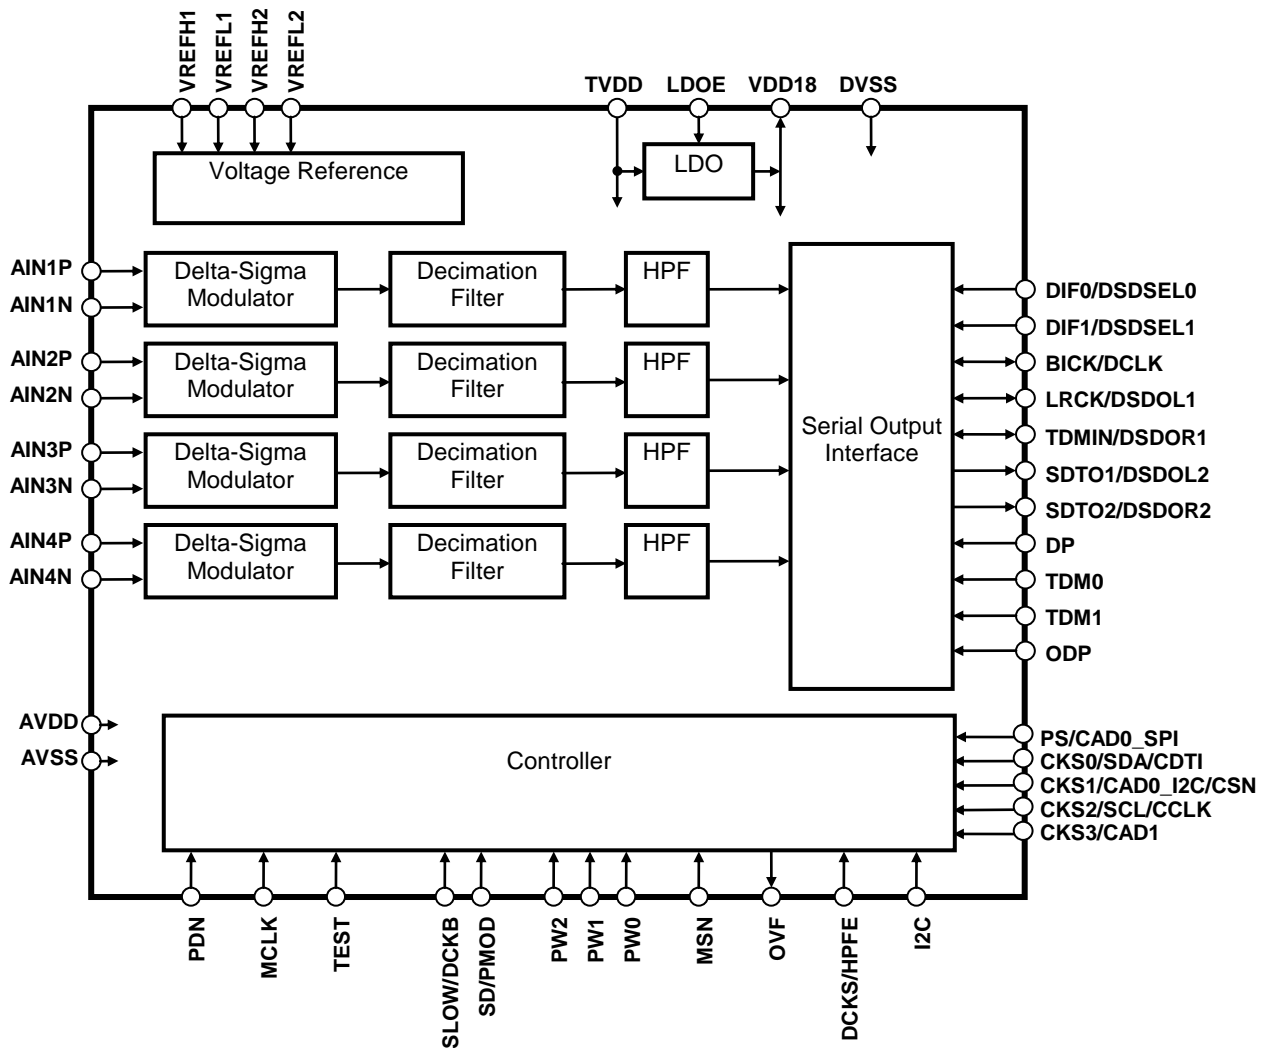 VREFH1
VREFL1
VREFH2
VREFL2
TVDD
LDOE
VDD18
DVSS
Voltage Reference
LDO
AIN1P
AIN1N
Delta-Sigma
Modulator
Decimation
Filter
HPF
AIN2P
AIN2N
Delta-Sigma
Modulator
Decimation
Filter
HPF
AIN3P
AIN3N
Delta-Sigma
Modulator
Decimation
Filter
HPF
AIN4P
AIN4N
Delta-Sigma
Modulator
Decimation
Filter
HPF
Serial Output
Interface
DIF0/DSDSEL0
DIF1/DSDSEL1
BICK/DCLK
LRCK/DSDOL1
TDMIN/DSDOR1
SDTO1/DSDOL2
SDTO2/DSDOR2
DP
TDM0
TDM1
ODP
AVDD
AVSS
Controller
PS/CAD0_SPI
CKS0/SDA/CDTI
CKS1/CAD0_I2C/CSN
CKS2/SCL/CCLK
CKS3/CAD1
PDN
MCLK
TEST
SLOW/DCKB
SD/PMOD
PW2
PW1
PW0
MSN
OVF
DCKS/HPFE
I2C